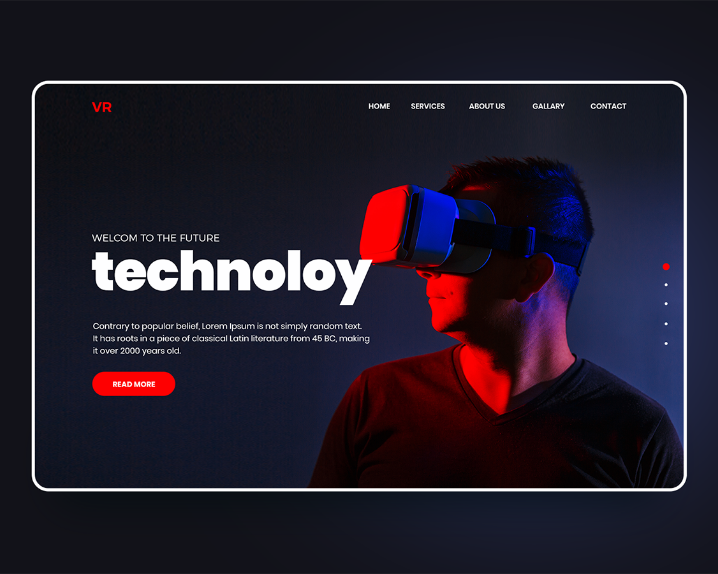 VR
HOME SERVICES ABOUT US GALLARY CONTACT
WELCOM TO THE FUTURE
technoloy
Contrary to popular belief, Lorem Ipsum is not simply random text.
It has roots in a piece of classical Latin literature from 45 BC, making
it over 2000 years old.
READ MORE